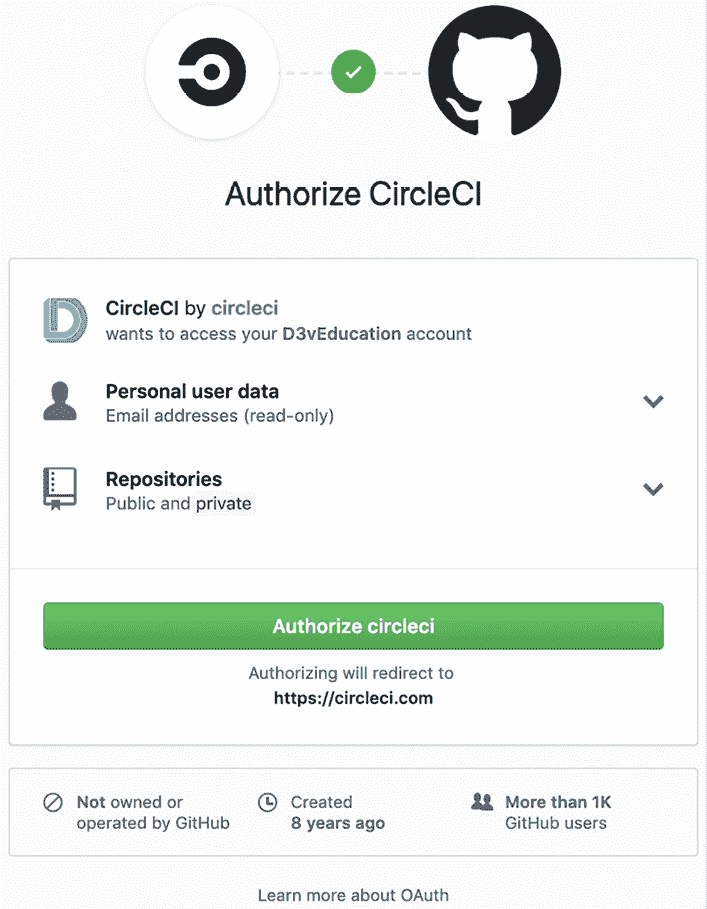 Authorize CircleCI
CircleCI by circleci
wants to access your D3vEducation account
Personal user data
Email addresses (read-only)
Repositories
Public and private
Authorize circleci
Authorizing will redirect to
https://circleci.com
Not owned or
operated by GitHub
Created
8 years ago
More than 1K
GitHub users
Learn more about OAuth